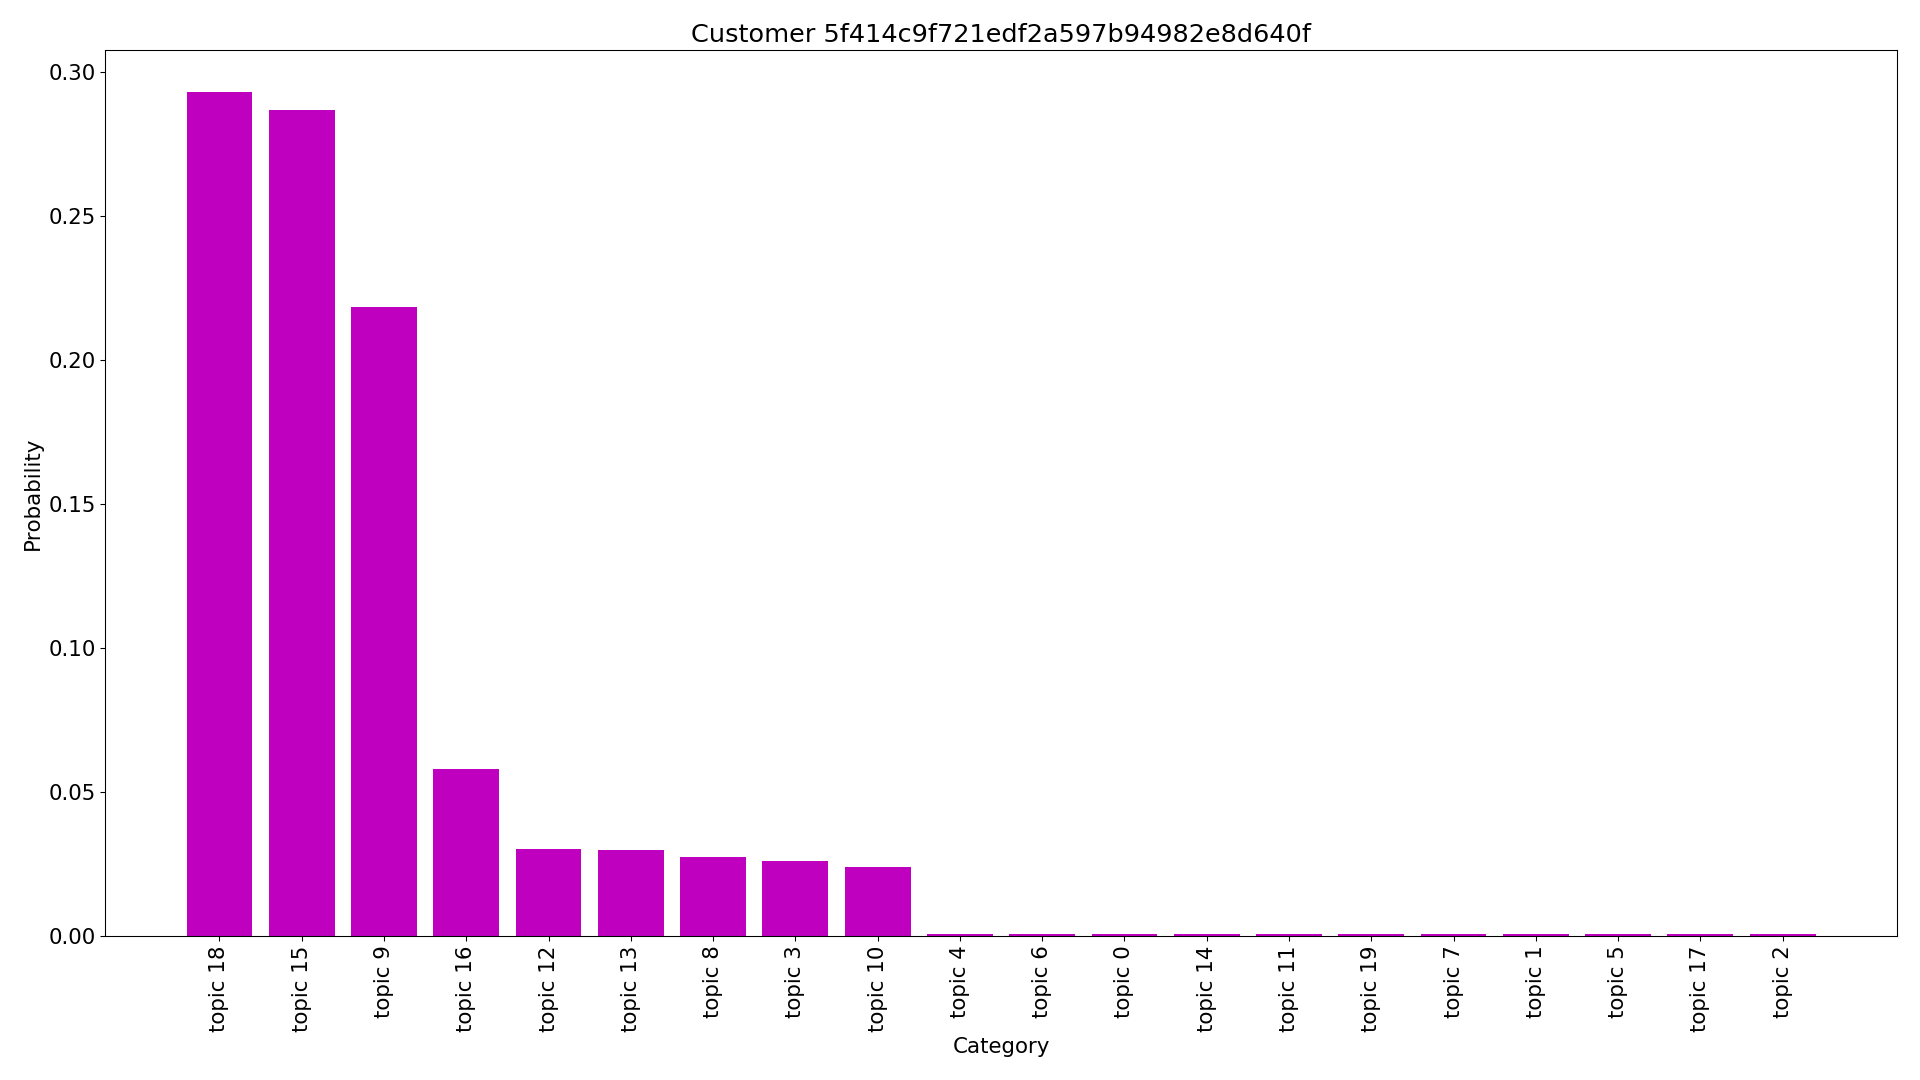 Customer 5f414c9f721edf2a597b94982e8d640f
0.30
0.25
0.20
0.15
0.10
0.05
0.00
Probability
topic 18
topic 15
topic 9
topic 16
topic 12
topic 13
topic 8
topic 3
topic 10
topic 4
topic 6
topic 0
topic 14
topic 11
topic 19
topic 7
topic 1
topic 5
topic 17
topic 2
Category